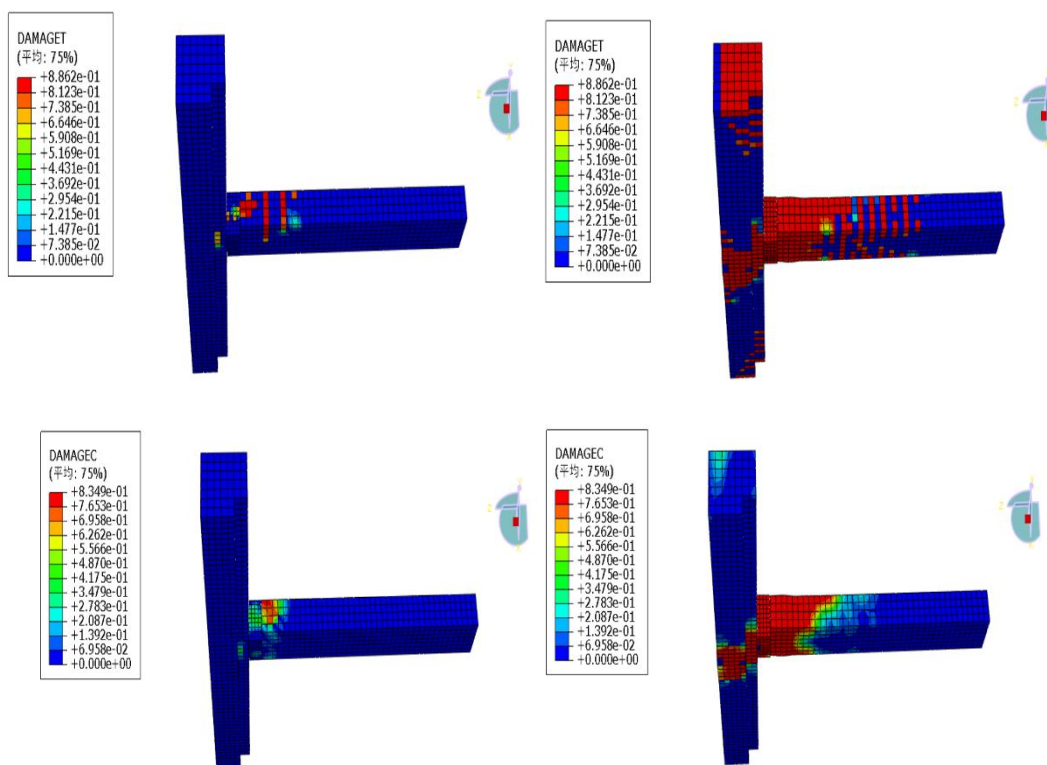 DAMAGET
(平均: 75%)
+8.862e-01
+8.123e-01
+7.385e-01
+6.646e-01
+5.908e-01
+5.169e-01
+4.431e-01
+3.692e-01
+2.954e-01
+2.215e-01
+1.477e-01
+7.385e-02
+0.000e+00
DAMAGET
(平均: 75%)
+8.862e-01
+8.123e-01
+7.385e-01
+6.646e-01
+5.908e-01
+5.169e-01
+4.431e-01
+3.692e-01
+2.954e-01
+2.215e-01
+1.477e-01
+7.385e-02
+0.000e+00
DAMAGEC
(平均: 75%)
+8.349e-01
+7.653e-01
+6.958e-01
+6.262e-01
+5.566e-01
+4.870e-01
+4.175e-01
+3.479e-01
+2.783e-01
+2.087e-01
+1.392e-01
+6.958e-02
+0.000e+00
DAMAGEC
(平均: 75%)
+8.349e-01
+7.653e-01
+6.958e-01
+6.262e-01
+5.566e-01
+4.870e-01
+4.175e-01
+3.479e-01
+2.783e-01
+2.087e-01
+1.392e-01
+6.958e-02
+0.000e+00